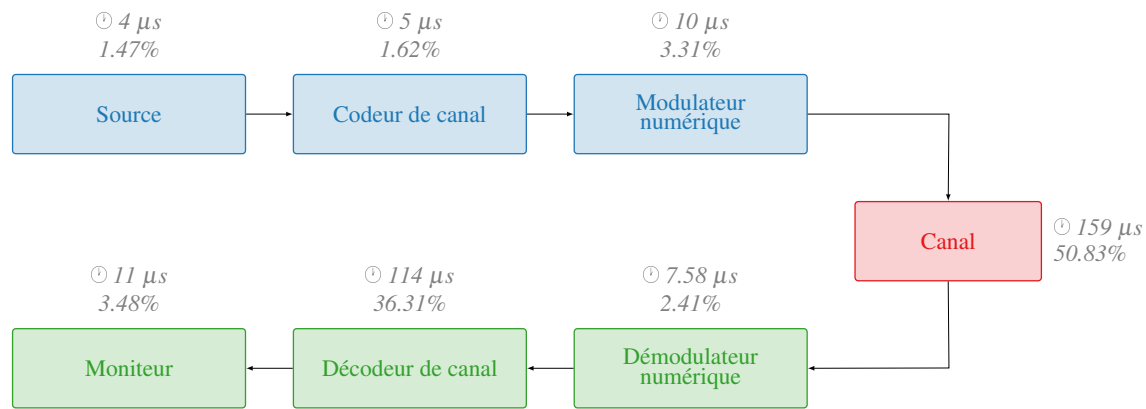 4 μs
1.47%
Source
5 μs
1.62%
Codeur de canal
10 μs
3.31%
Modulateur
numérique
Canal
159 μs
50.83%
11 μs
3.48%
Moniteur
114 μs
36.31%
Décodeur de canal
7.58 μs
2.41%
Démodulateur
numérique